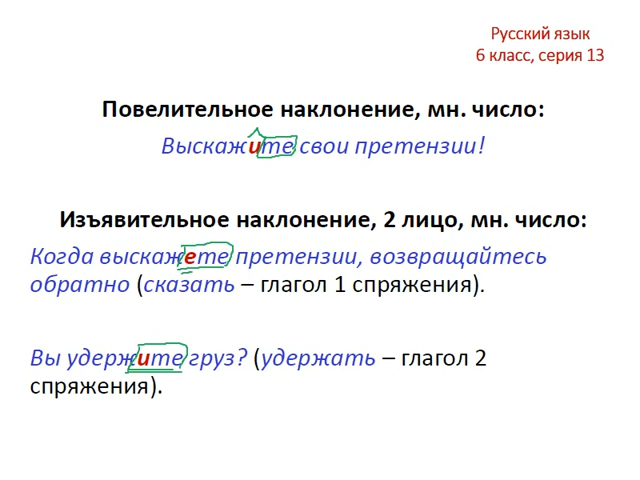 Русский язык
6 класс, серия 13
Повелительное наклонение, мн. число:
Выскажите свои претензии!
Изъявительное наклонение, 2 лицо, мн. число:
Когда выскажете претензии, возвращайтесь
обратно (сказать – глагол 1 спряжения).
Вы удержите груз? (удержать – глагол 2
спряжения).